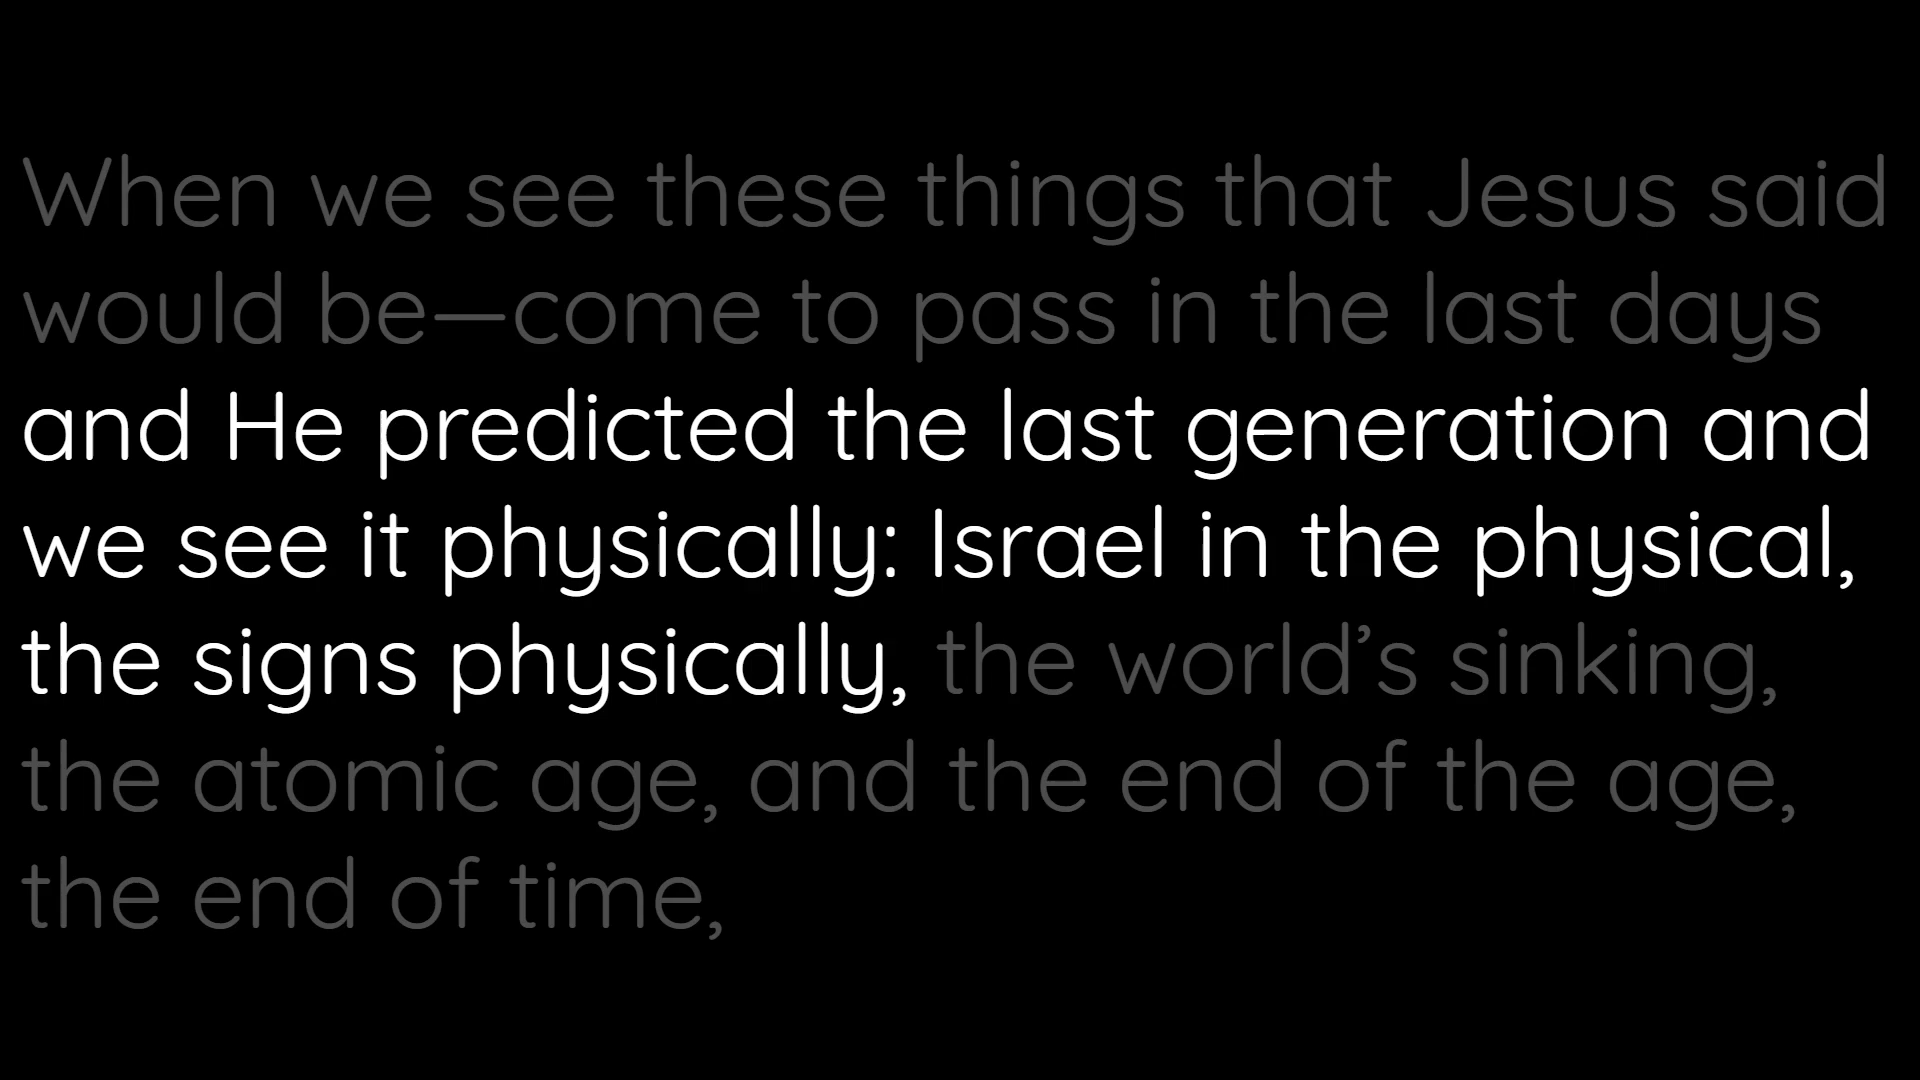 When we see these things that Jesus said
would be—come to pass in the last days
and He predicted the last generation and
we see it physically: Israel in the physical,
the signs physically, the world’s sinking,
the atomic age, and the end of the age,
the end of time,